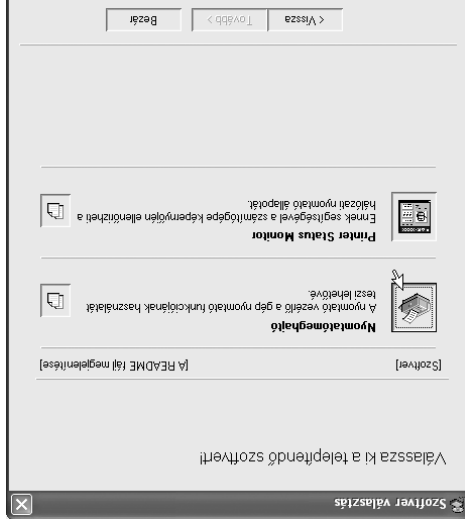 Szoftver választás
Válassza ki a telepítendő szoftvert!
[Szoftver] [A README fájl megjelenítése]
Nyomtatómeghajtó
A nyomtató vezérlő a gép nyomtató funkciójának használatát
teszi lehetővé.
Printer Status Monitor
Ennek segítségével a számítógépe képernyőjén ellenőrizheti a
hálózati nyomtató állapotát.
< Vissza Tovább > Bezár